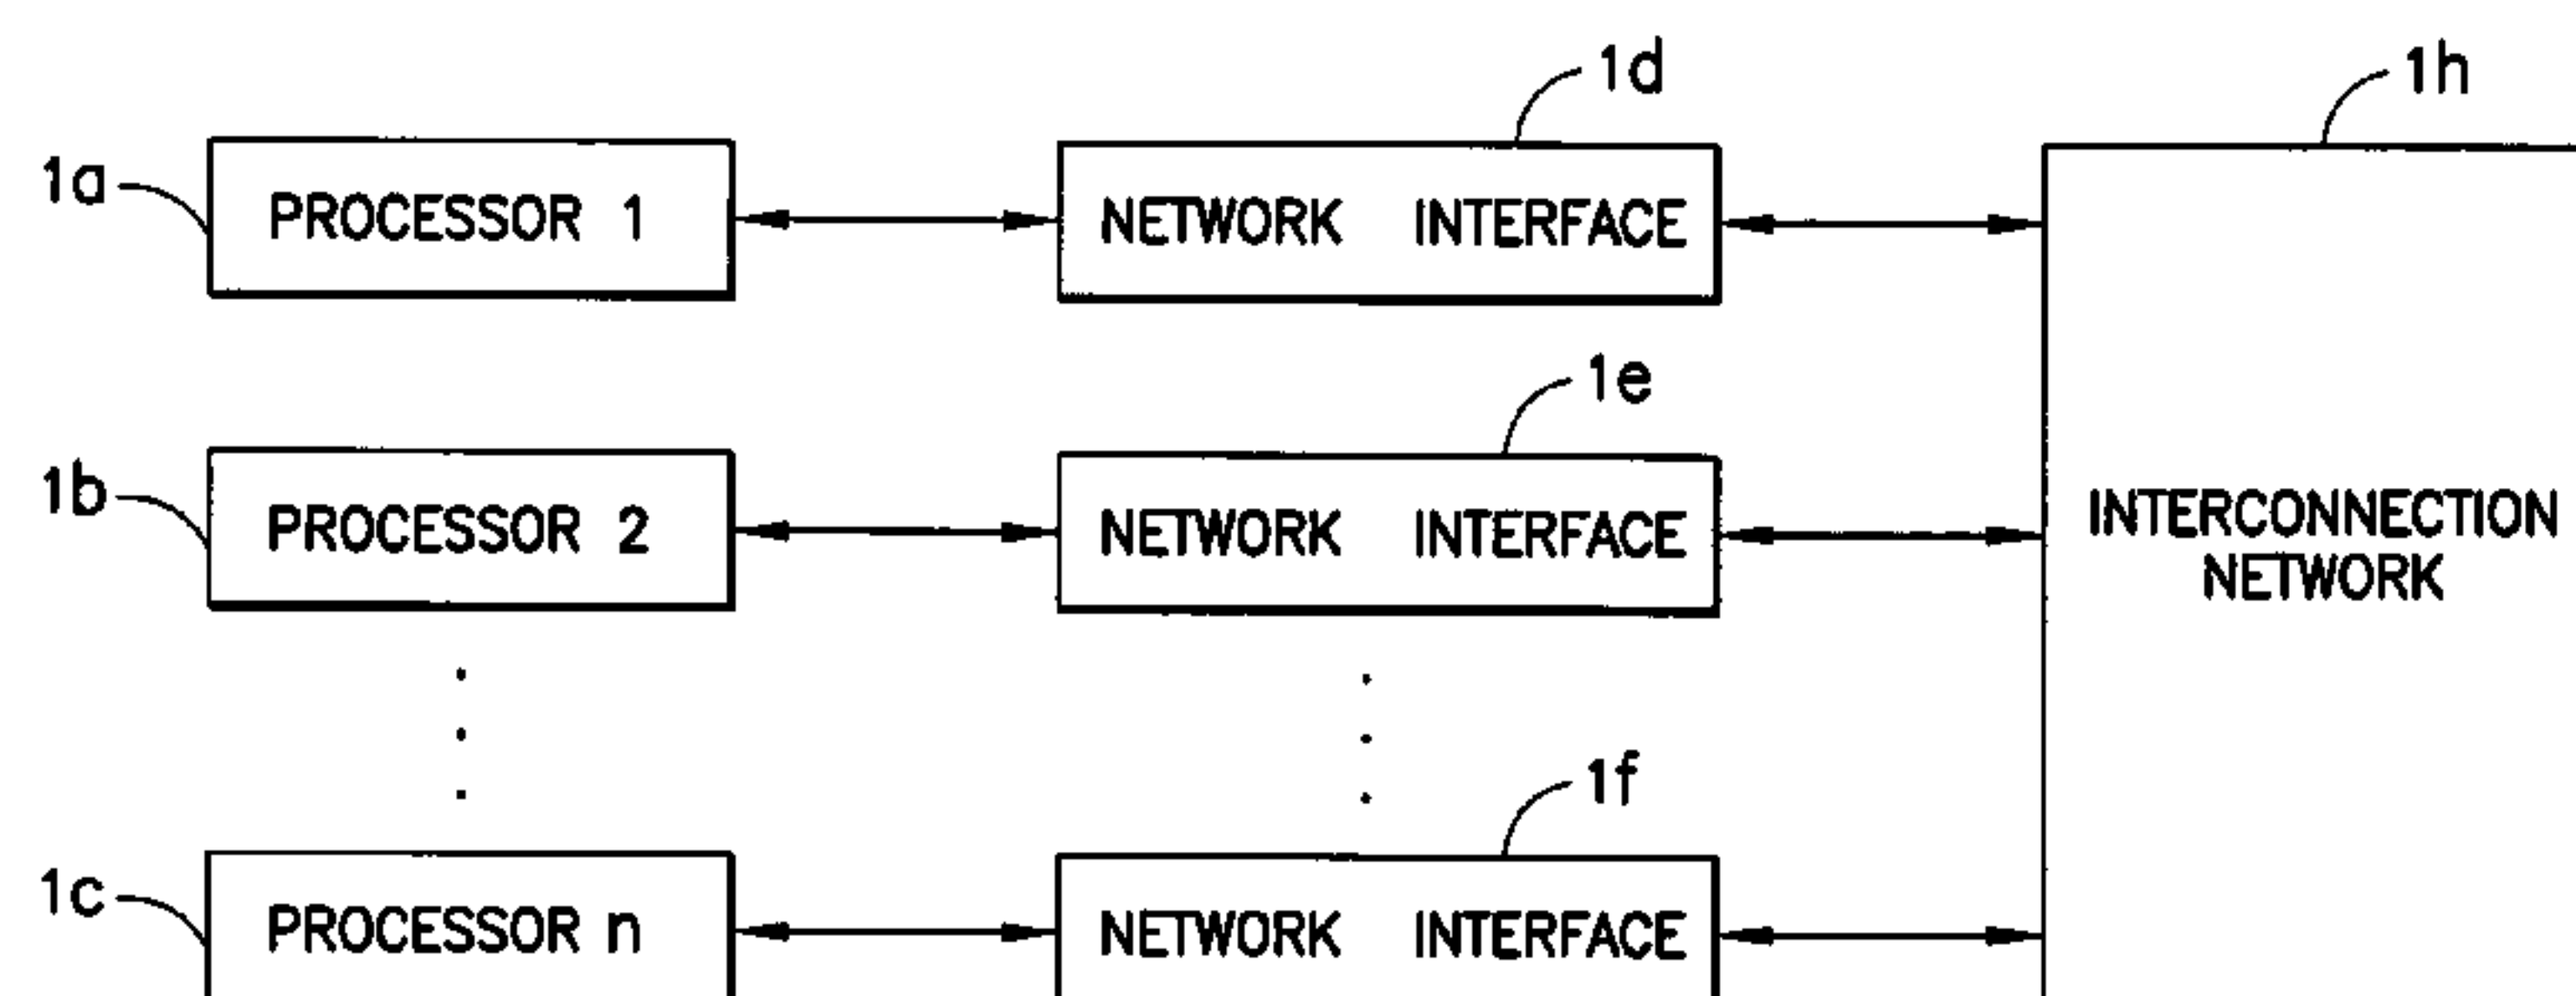 1d
1h
1a
PROCESSOR 1
NETWORK INTERFACE
1e
1b
PROCESSOR 2
NETWORK INTERFACE
INTERCONNECTION
NETWORK
1f
1c
PROCESSOR n
NETWORK INTERFACE